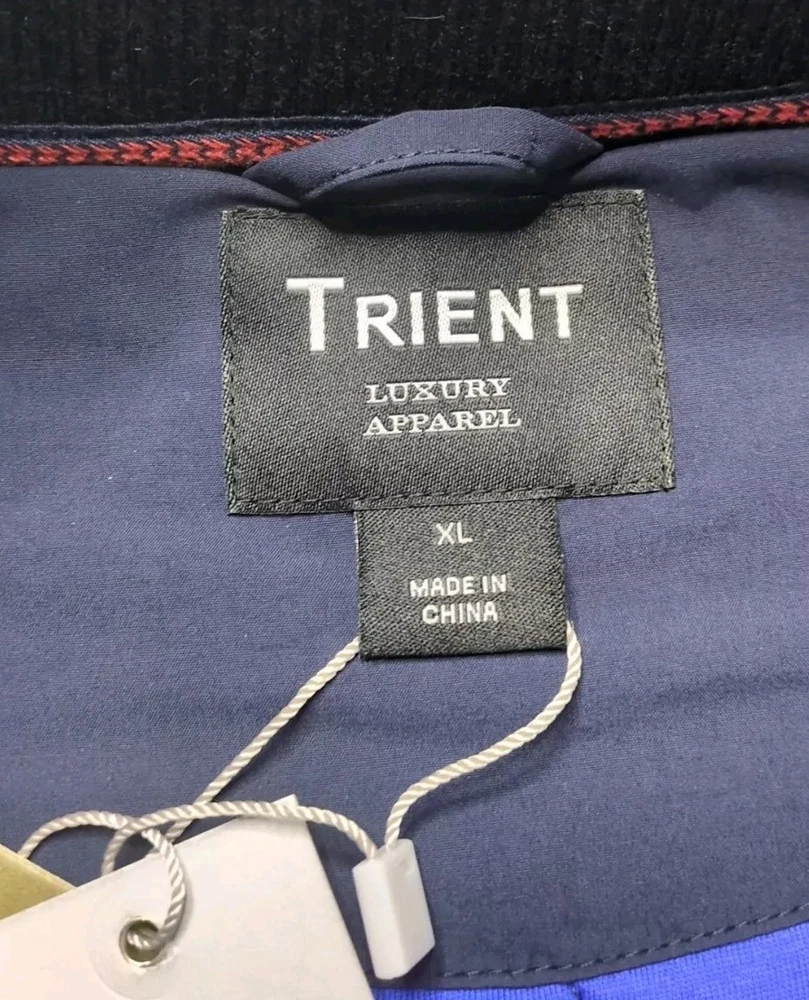 TRIENT
LUXURY
APPAREL
XL
MADE IN
CHINA